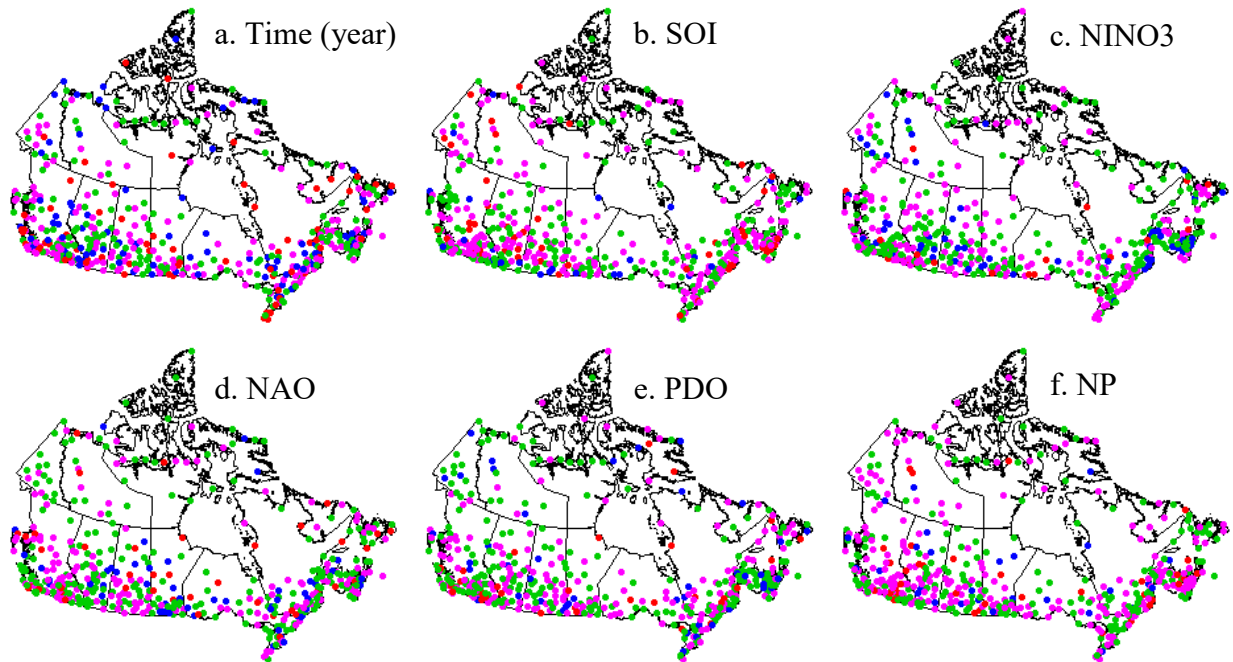 a. Time (year)
b. SOI
c. NINO3
d. NAO
e. PDO
f. NP